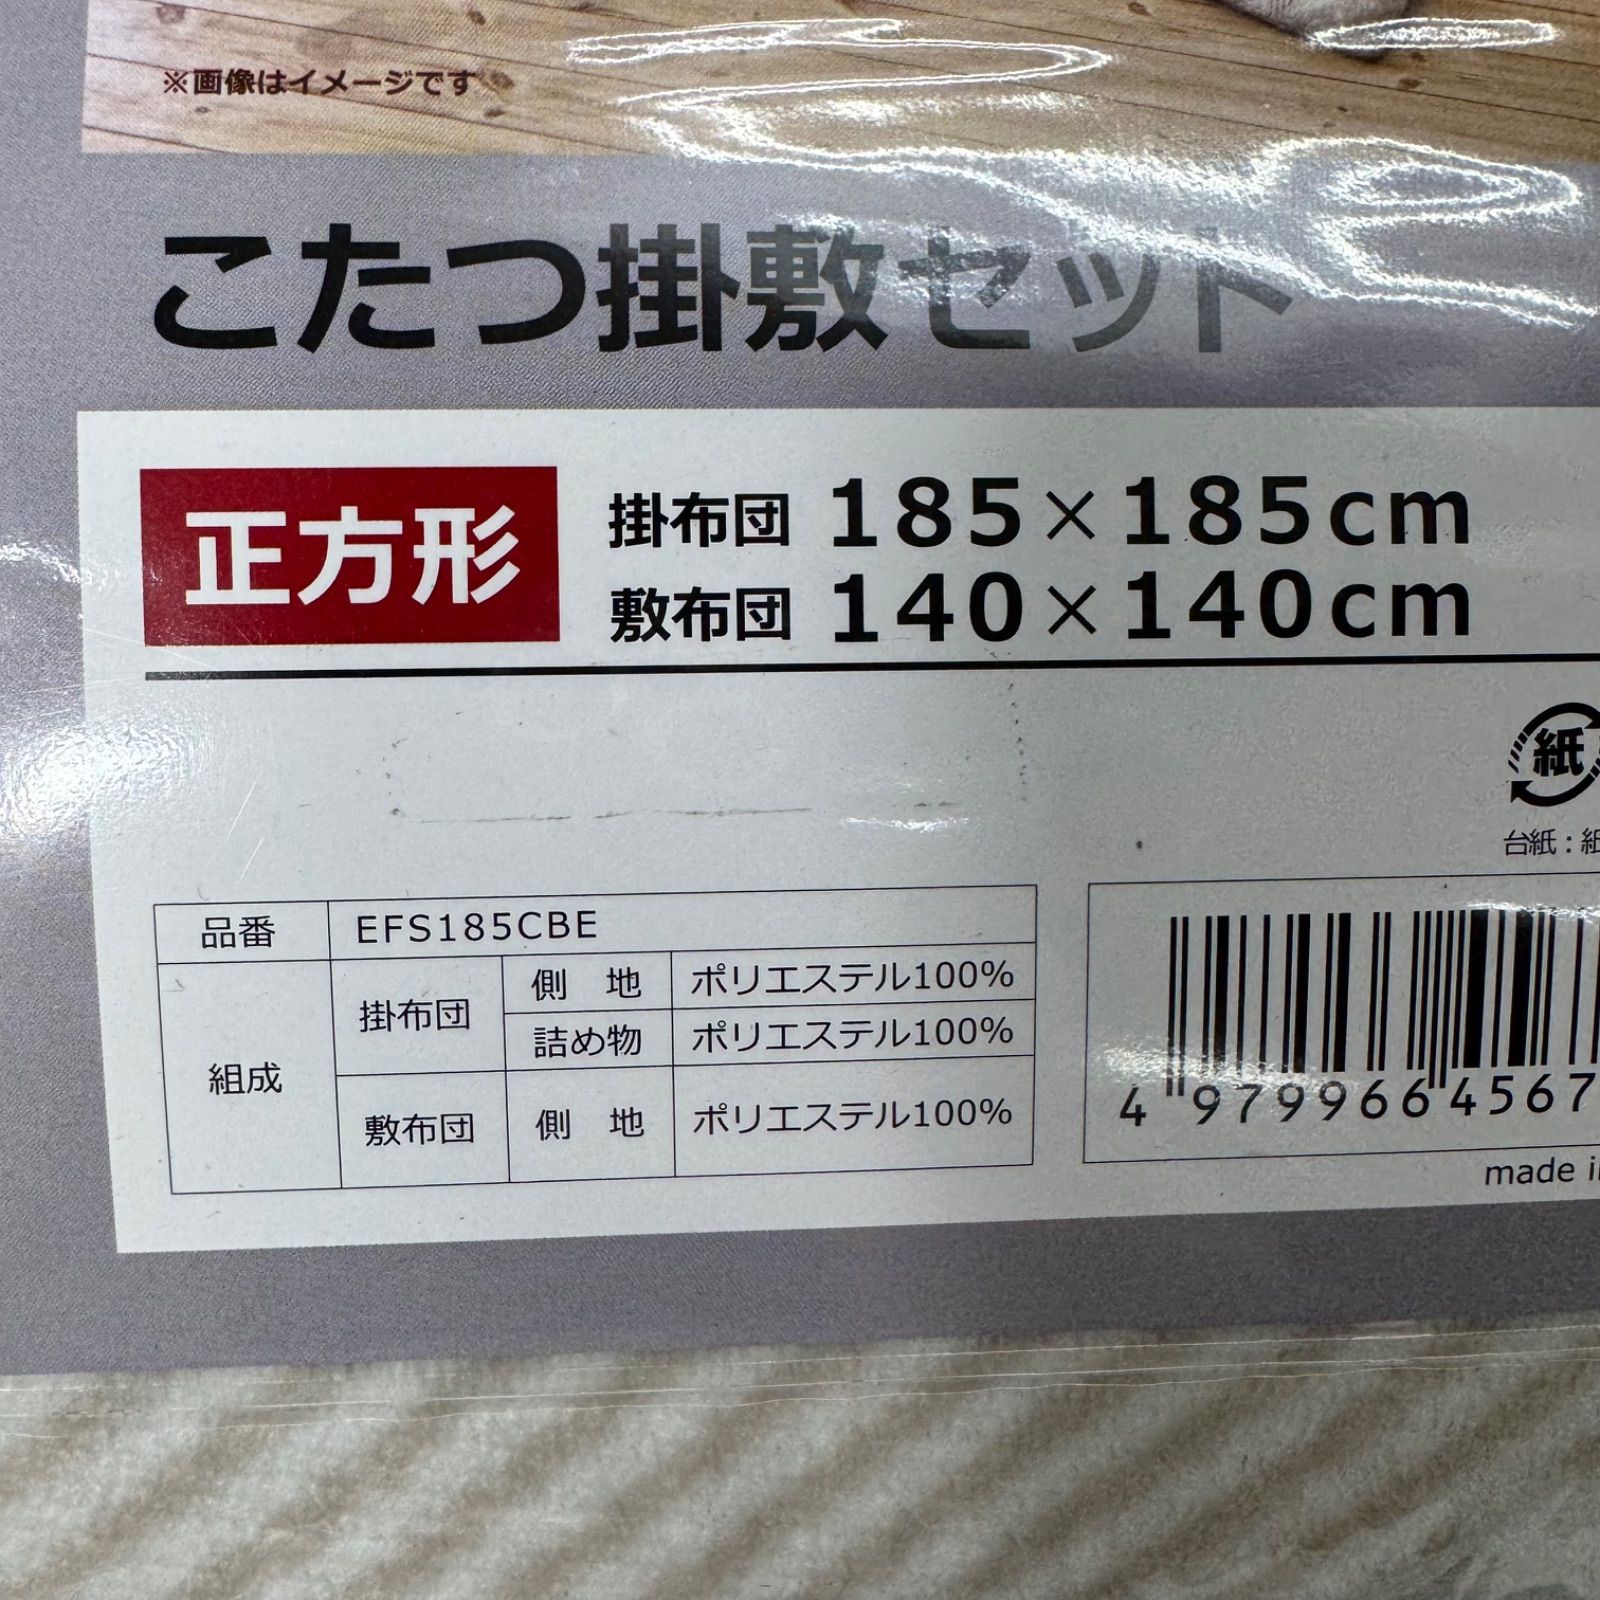 ※画像はイメージです
こたつ掛敷セット
正方形
掛布団 185×185cm
敷布団 140×140cm
紙
台紙：紙
品番 EFS185CBE
組成 掛布団 側 地 ポリエステル100%
詰め物 ポリエステル100%
敷布団 側 地 ポリエステル100%
4 979966 4567
made